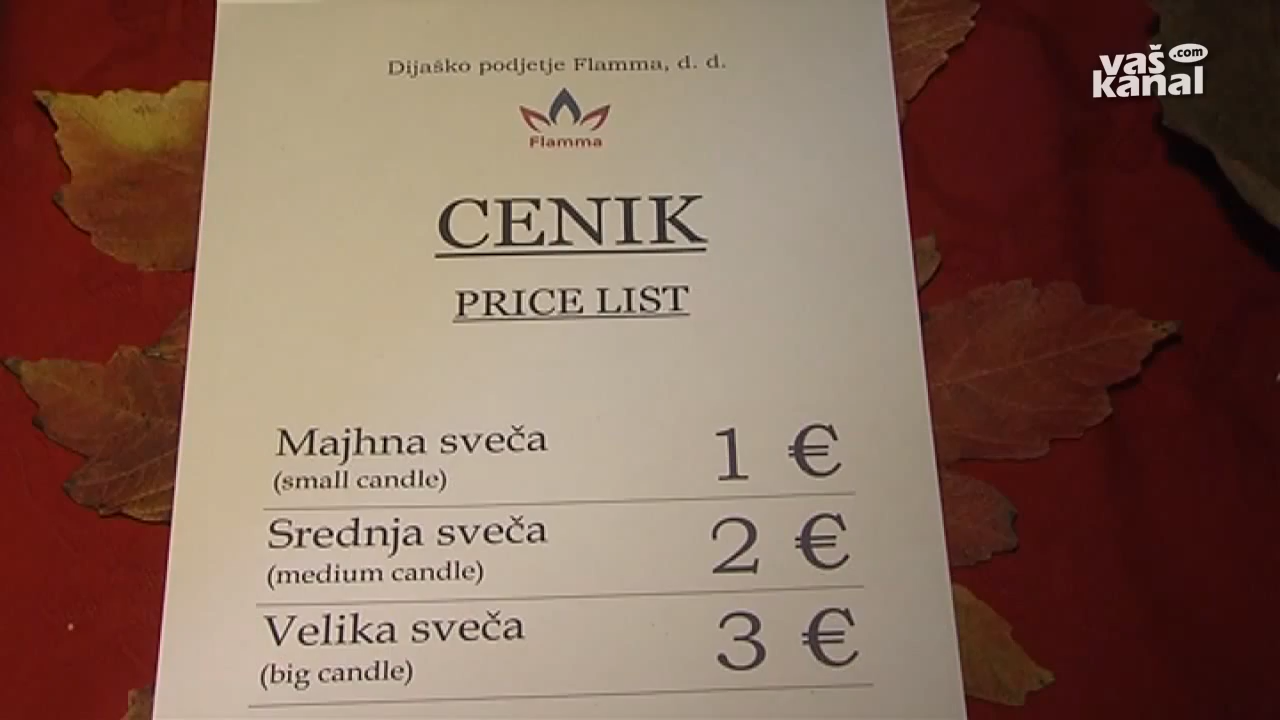 vaš .com
kanal
Dijaško podjetje Flamma, d. d.
Flamma
CENIK
PRICE LIST
Majhna sveča 1 €
(small candle)
Srednja sveča 2 €
(medium candle)
Velika sveča 3 €
(big candle)